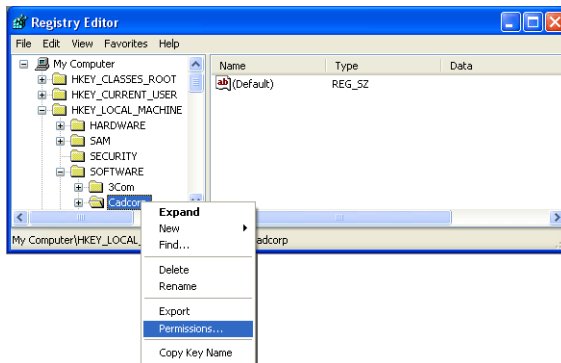 Registry Editor
File Edit View Favorites Help
My Computer
HKEY_CLASSES_ROOT
HKEY_CURRENT_USER
HKEY_LOCAL_MACHINE
HARDWARE
SAM
SECURITY
SOFTWARE
3Com
Cadcorp
Name Type Data
ab (Default) REG_SZ
My Computer\HKEY_LOCAL_ adcorp
Expand
New
Find...
Delete
Rename
Export
Permissions...
Copy Key Name